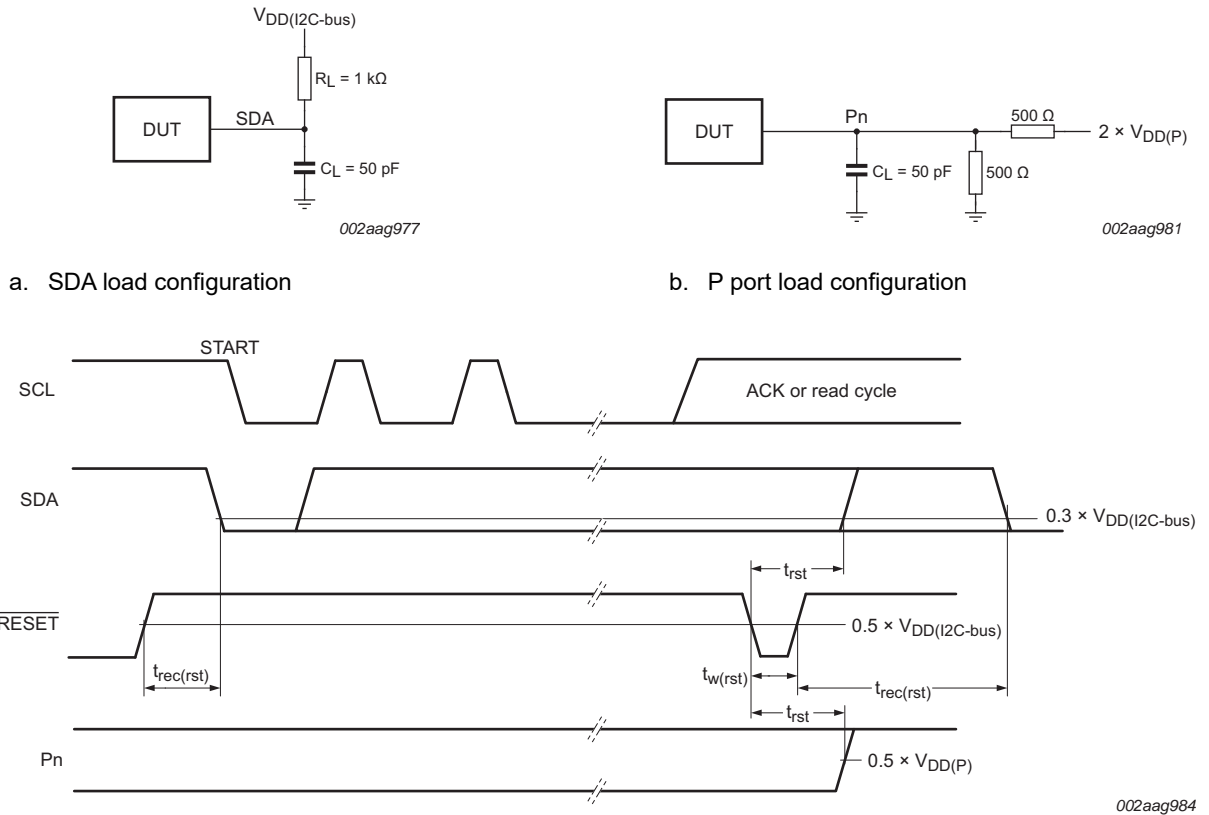 VDD(I2C-bus)
RL = 1 kΩ
DUT
SDA
CL = 50 pF
002aag977
DUT
Pn
500 Ω
2 × VDD(P)
CL = 50 pF
500 Ω
002aag981
a. SDA load configuration
b. P port load configuration
START
SCL
ACK or read cycle
SDA
0.3 × VDD(I2C-bus)
trst
RESET
0.5 × VDD(I2C-bus)
trec(rst)
tw(rst)
trec(rst)
trst
Pn
0.5 × VDD(P)
002aag984